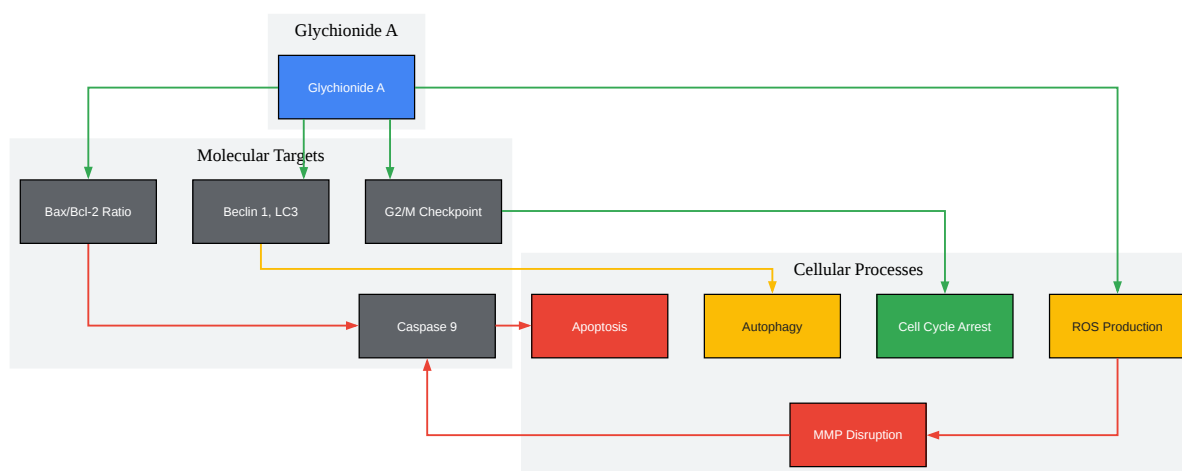 Glychionide A
Glychionide A
Molecular Targets
Bax/Bcl-2 Ratio
Beclin 1, LC3
G2/M Checkpoint
Cellular Processes
Caspase 9
Apoptosis
Autophagy
Cell Cycle Arrest
ROS Production
MMP Disruption